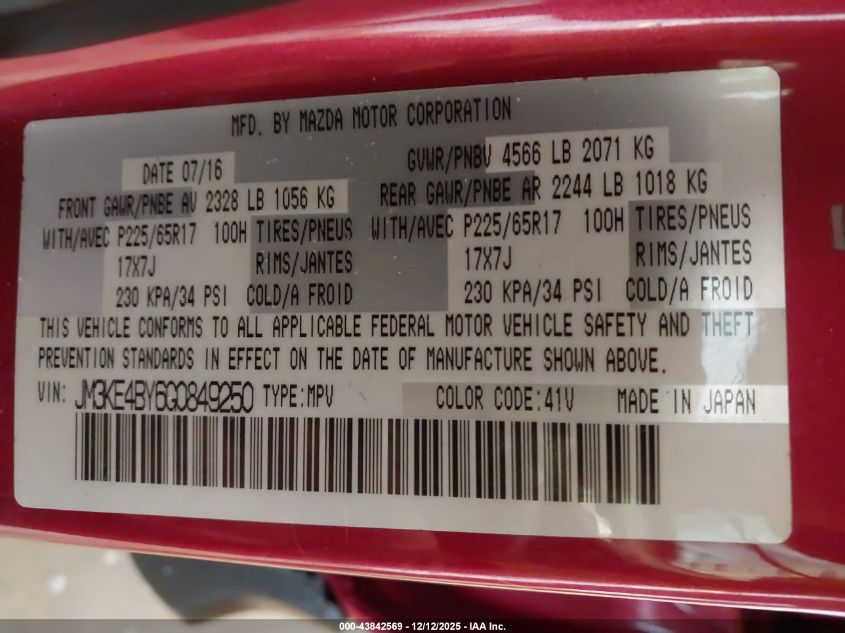 MFD. BY MAZDA MOTOR CORPORATION
DATE 07/16
GVWR/PNBV 4566 LB 2071 KG
FRONT GAWR/PNBE AV 2328 LB 1056 KG
REAR GAWR/PNBE AR 2244 LB 1018 KG
WITH/AVEC P225/65R17 100H TIRES/PNEUS WITH/AVEC P225/65R17 100H TIRES/PNEUS
17X7J RIMS/JANTES 17X7J RIMS/JANTES
230 KPA/34 PSI COLD/A FROID 230 KPA/34 PSI COLD/A FROID
THIS VEHICLE CONFORMS TO ALL APPLICABLE FEDERAL MOTOR VEHICLE SAFETY AND THEFT
PREVENTION STANDARDS IN EFFECT ON THE DATE OF MANUFACTURE SHOWN ABOVE.
VIN: JM3KE4BY6G0849250 TYPE:MPV COLOR CODE:41V MADE IN JAPAN
000-43842569 - 12/12/2025 - IAA Inc.